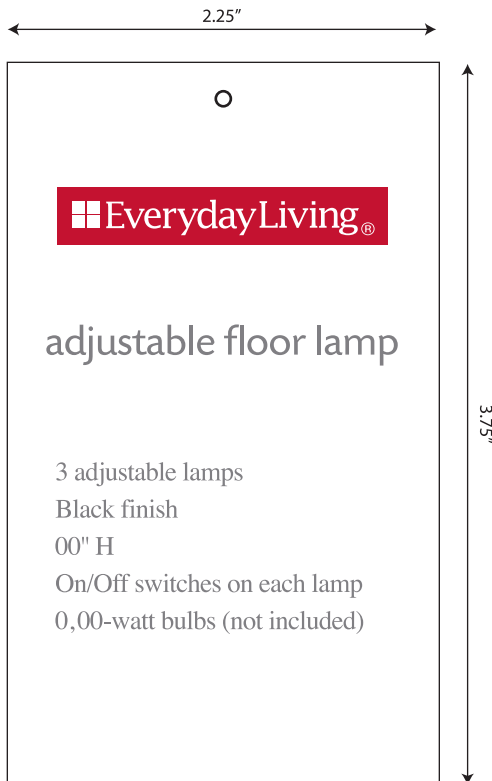 2.25”
EverydayLiving®
adjustable floor lamp
3.75”
3 adjustable lamps
Black finish
00" H
On/Off switches on each lamp
0,00-watt bulbs (not included)